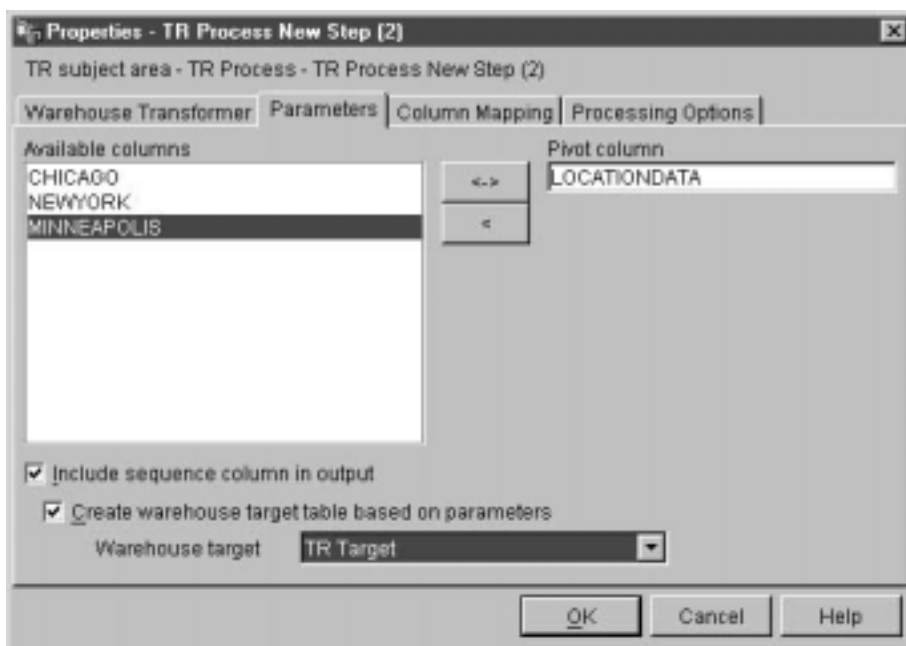 Properties - TR Process New Step (2)
TR subject area - TR Process - TR Process New Step (2)
Warehouse Transformer Parameters Column Mapping Processing Options
Available columns
Pivot column
CHICAGO
NEWYORK
MINNEAPOLIS
<->
<
LOCATIONDATA
Include sequence column in output
Create warehouse target table based on parameters
Warehouse target TR Target
OK Cancel Help